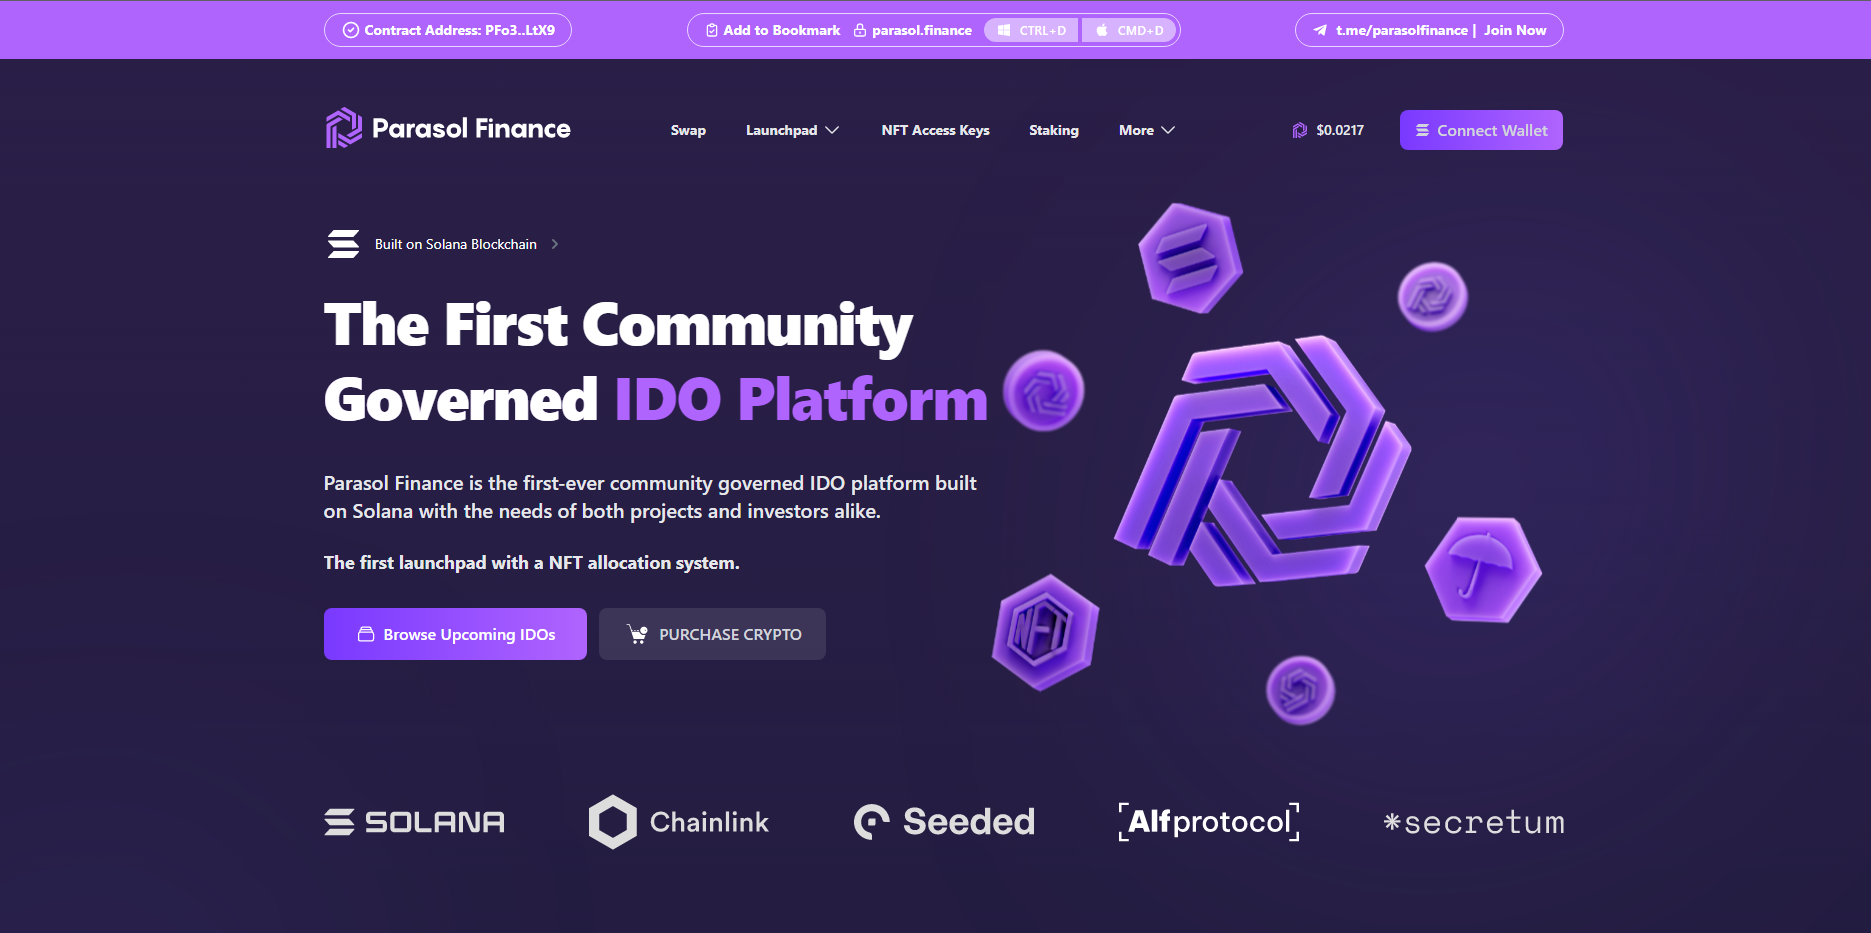 Contract Address: PFo3..LtX9
Add to Bookmark parasol.finance CTRL+D CMD+D
t.me/parasolfinance | Join Now
Parasol Finance
Swap
Launchpad
NFT Access Keys
Staking
More
$0.0217
Connect Wallet
Built on Solana Blockchain
The First Community
Governed IDO Platform
Parasol Finance is the first-ever community governed IDO platform built
on Solana with the needs of both projects and investors alike.
The first launchpad with a NFT allocation system.
Browse Upcoming IDOs
PURCHASE CRYPTO
NFT
SOLANA
Chainlink
Seeded
[Alfprotocol]
*secretum